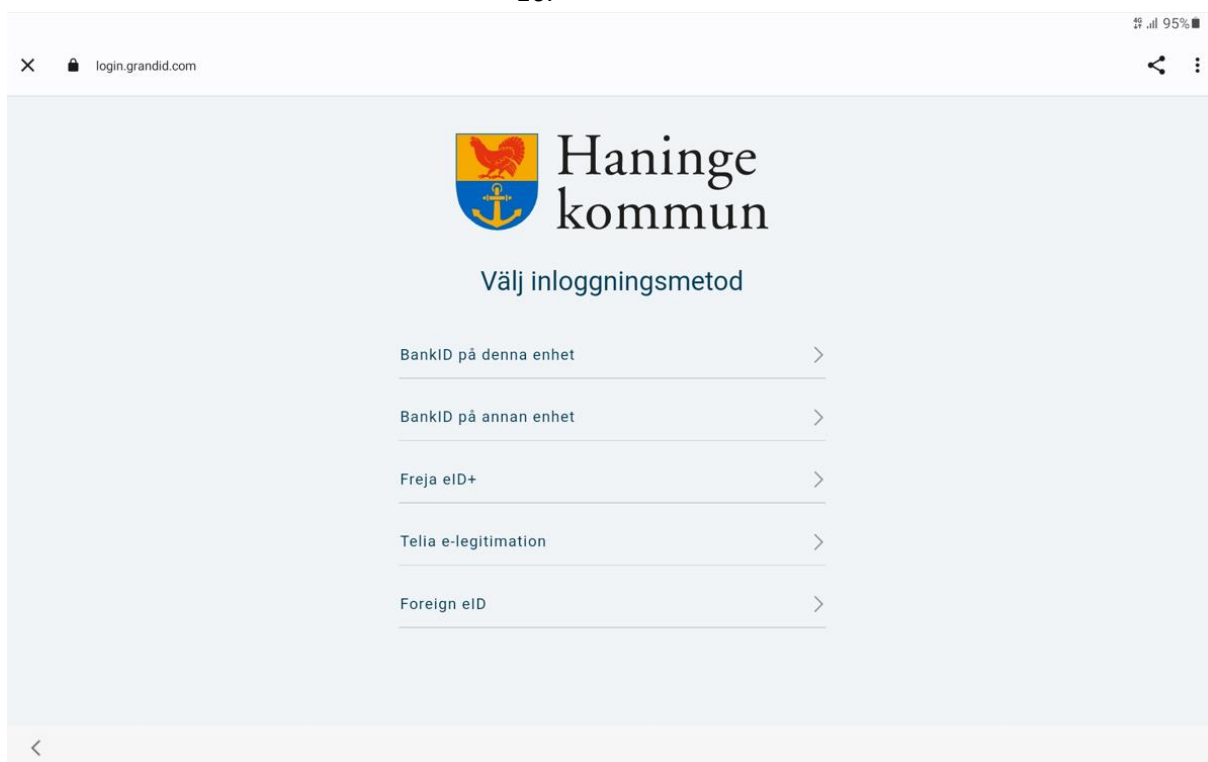 95%
login.grandid.com
Haninge
kommun
Välj inloggningsmetod
BankID på denna enhet
BankID på annan enhet
Freja eID+
Telia e-legitimation
Foreign eID